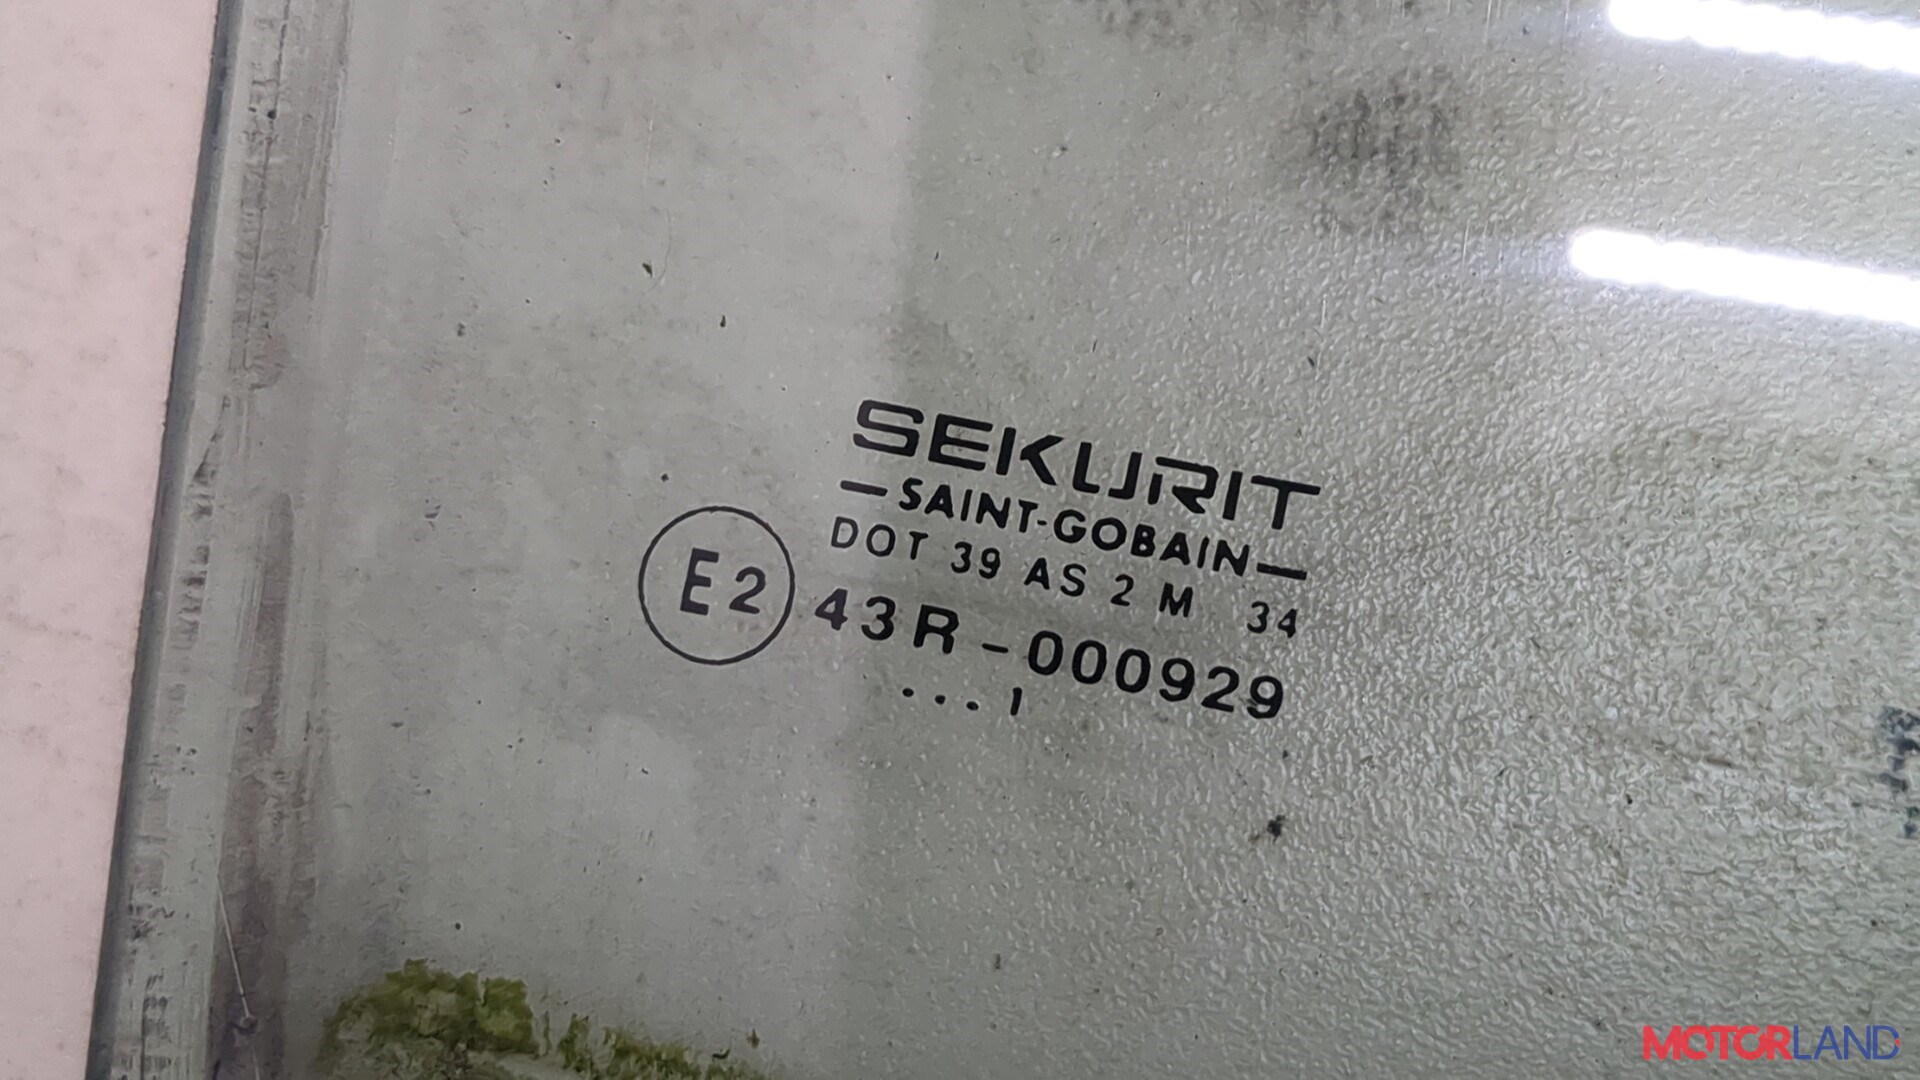 SEKURIT
—SAINT-GOBAIN—
DOT 39 AS 2 M 34
E2 43R-000929
...1
MOTORLAND